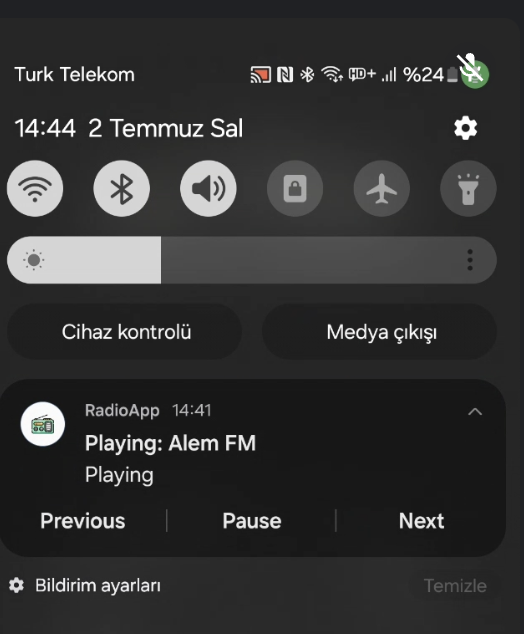 Turk Telekom
HD+ %24
14:44 2 Temmuz Sal
Cihaz kontrolü
Medya çıkışı
RadioApp 14:41
Playing: Alem FM
Playing
Previous
Pause
Next
Bildirim ayarları
Temizle